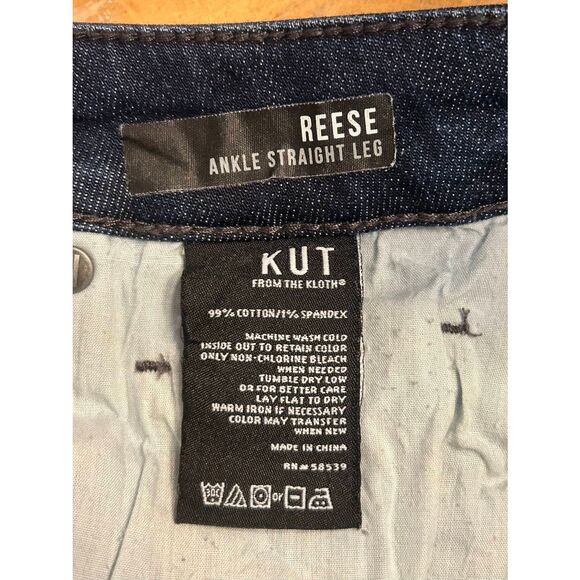 REESE
ANKLE STRAIGHT LEG
KUT
FROM THE KLOTH®
99% COTTON/1% SPANDEX
MACHINE WASH COLD
INSIDE OUT TO RETAIN COLOR
ONLY NON-CHLORINE BLEACH
WHEN NEEDED
TUMBLE DRY LOW
OR FOR BETTER CARE
LAY FLAT TO DRY
WARM IRON IF NECESSARY
COLOR MAY TRANSFER
WHEN NEW
MADE IN CHINA
RN# 58539
or